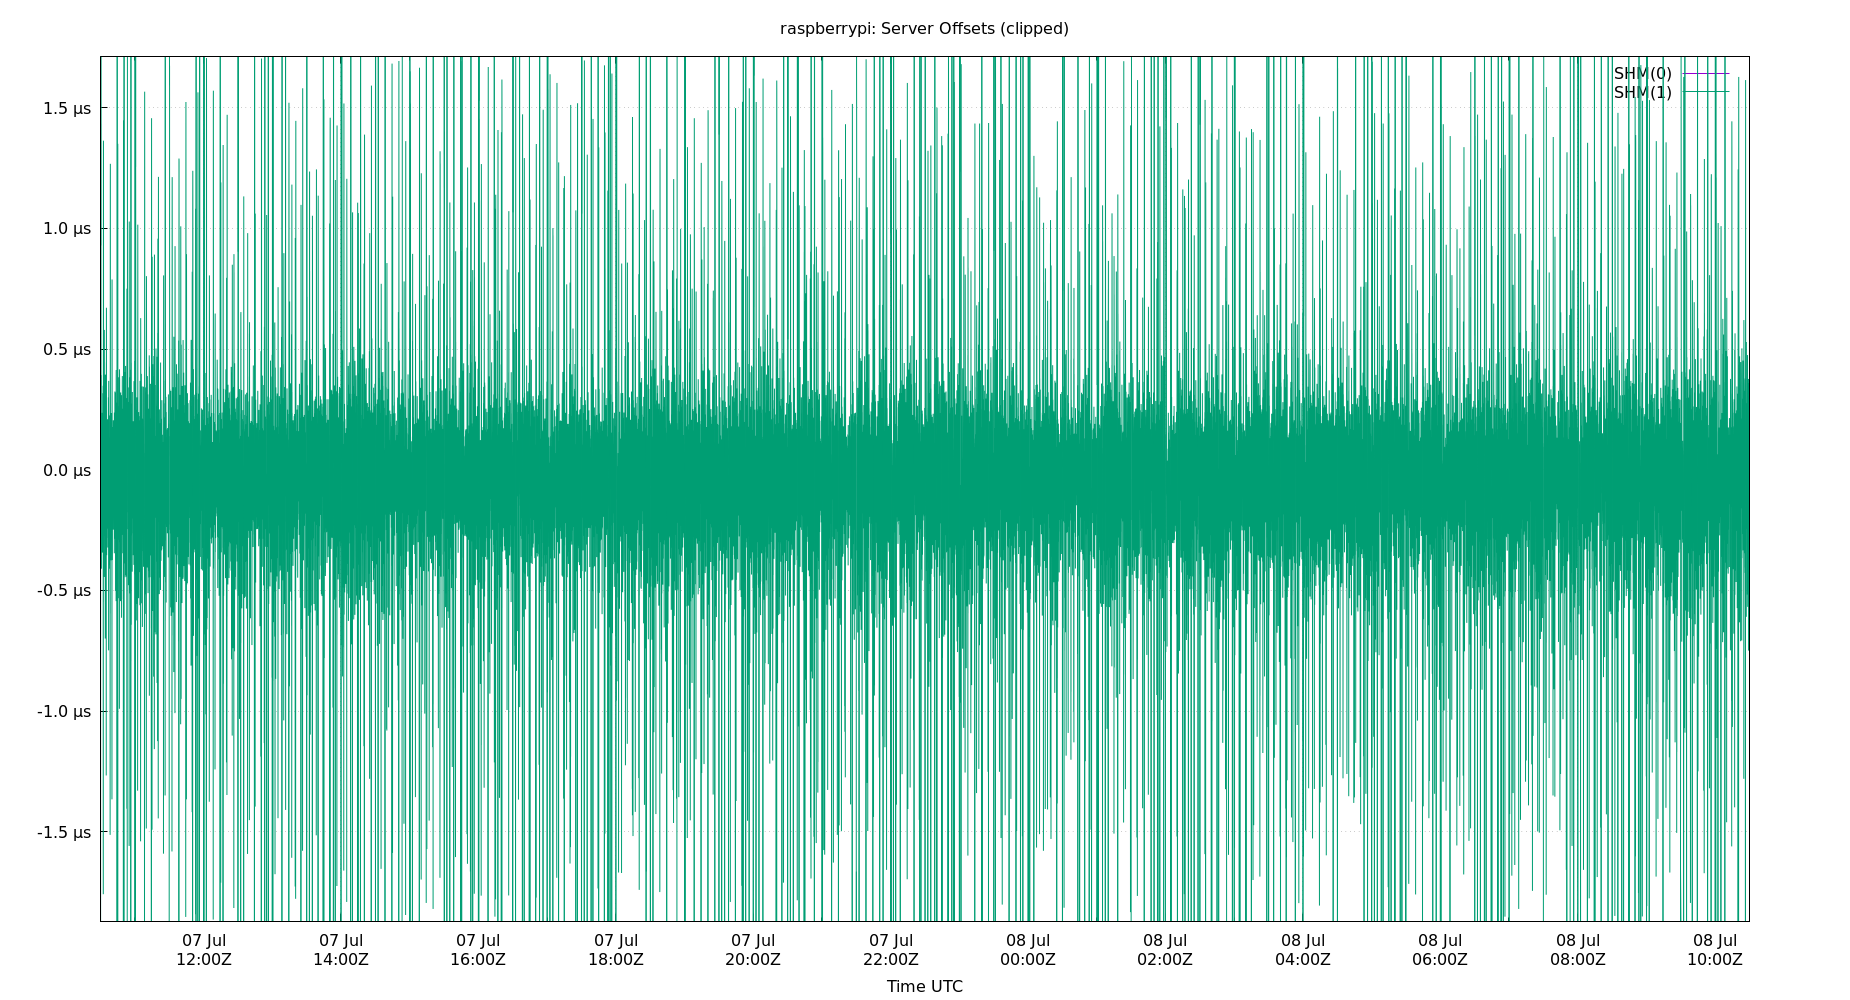 raspberrypi: Server Offsets (clipped)
SHM(0)
SHM(1)
1.5 µs
1.0 µs
0.5 µs
0.0 µs
-0.5 µs
-1.0 µs
-1.5 µs
07 Jul 07 Jul 07 Jul 07 Jul 07 Jul 07 Jul 08 Jul 08 Jul 08 Jul 08 Jul 08 Jul 08 Jul
12:00Z 14:00Z 16:00Z 18:00Z 20:00Z 22:00Z 00:00Z 02:00Z 04:00Z 06:00Z 08:00Z 10:00Z
Time UTC